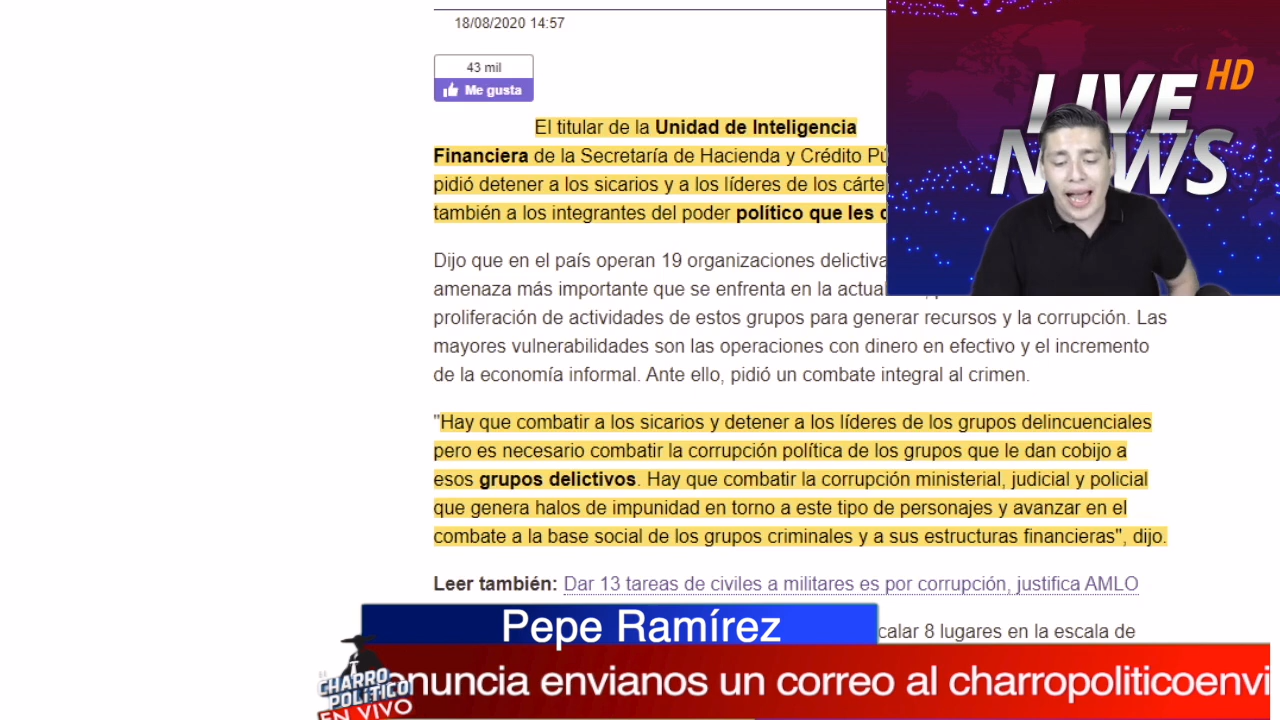 18/08/2020 14:57
43 mil
Me gusta
El titular de la Unidad de Inteligencia
Financiera de la Secretaría de Hacienda y Crédito
pidió detener a los sicarios y a los líderes de los
también a los integrantes del poder político que les
Dijo que en el país operan 19 organizaciones
amenaza más importante que se enfrenta en la
proliferación de actividades de estos grupos para generar recursos y la corrupción. Las
mayores vulnerabilidades son las operaciones con dinero en efectivo y el incremento
de la economía informal. Ante ello, pidió un combate integral al crimen.
"Hay que combatir a los sicarios y detener a los líderes de los grupos delincuenciales
pero es necesario combatir la corrupción política de los grupos que le dan cobijo a
esos grupos delictivos. Hay que combatir la corrupción ministerial, judicial y policial
que genera halos de impunidad en torno a este tipo de personajes y avanzar en el
combate a la base social de los grupos criminales y a sus estructuras financieras", dijo.
Leer también: Dar 13 tareas de civiles a militares es por corrupción, justifica AMLO
calar 8 lugares en la escala de
LIVE HD
NEWS
Pepe Ramírez
CHARRO
POLÍTICO
EN VIVO
nuncia envianos un correo al charropoliticoenvi